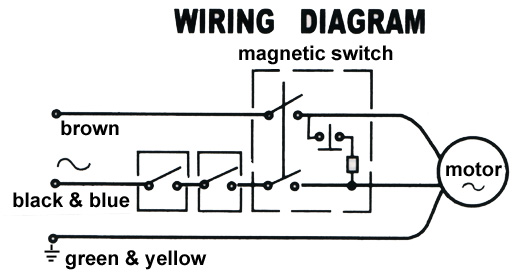 WIRING DIAGRAM
magnetic switch
brown
motor
black & blue
green & yellow